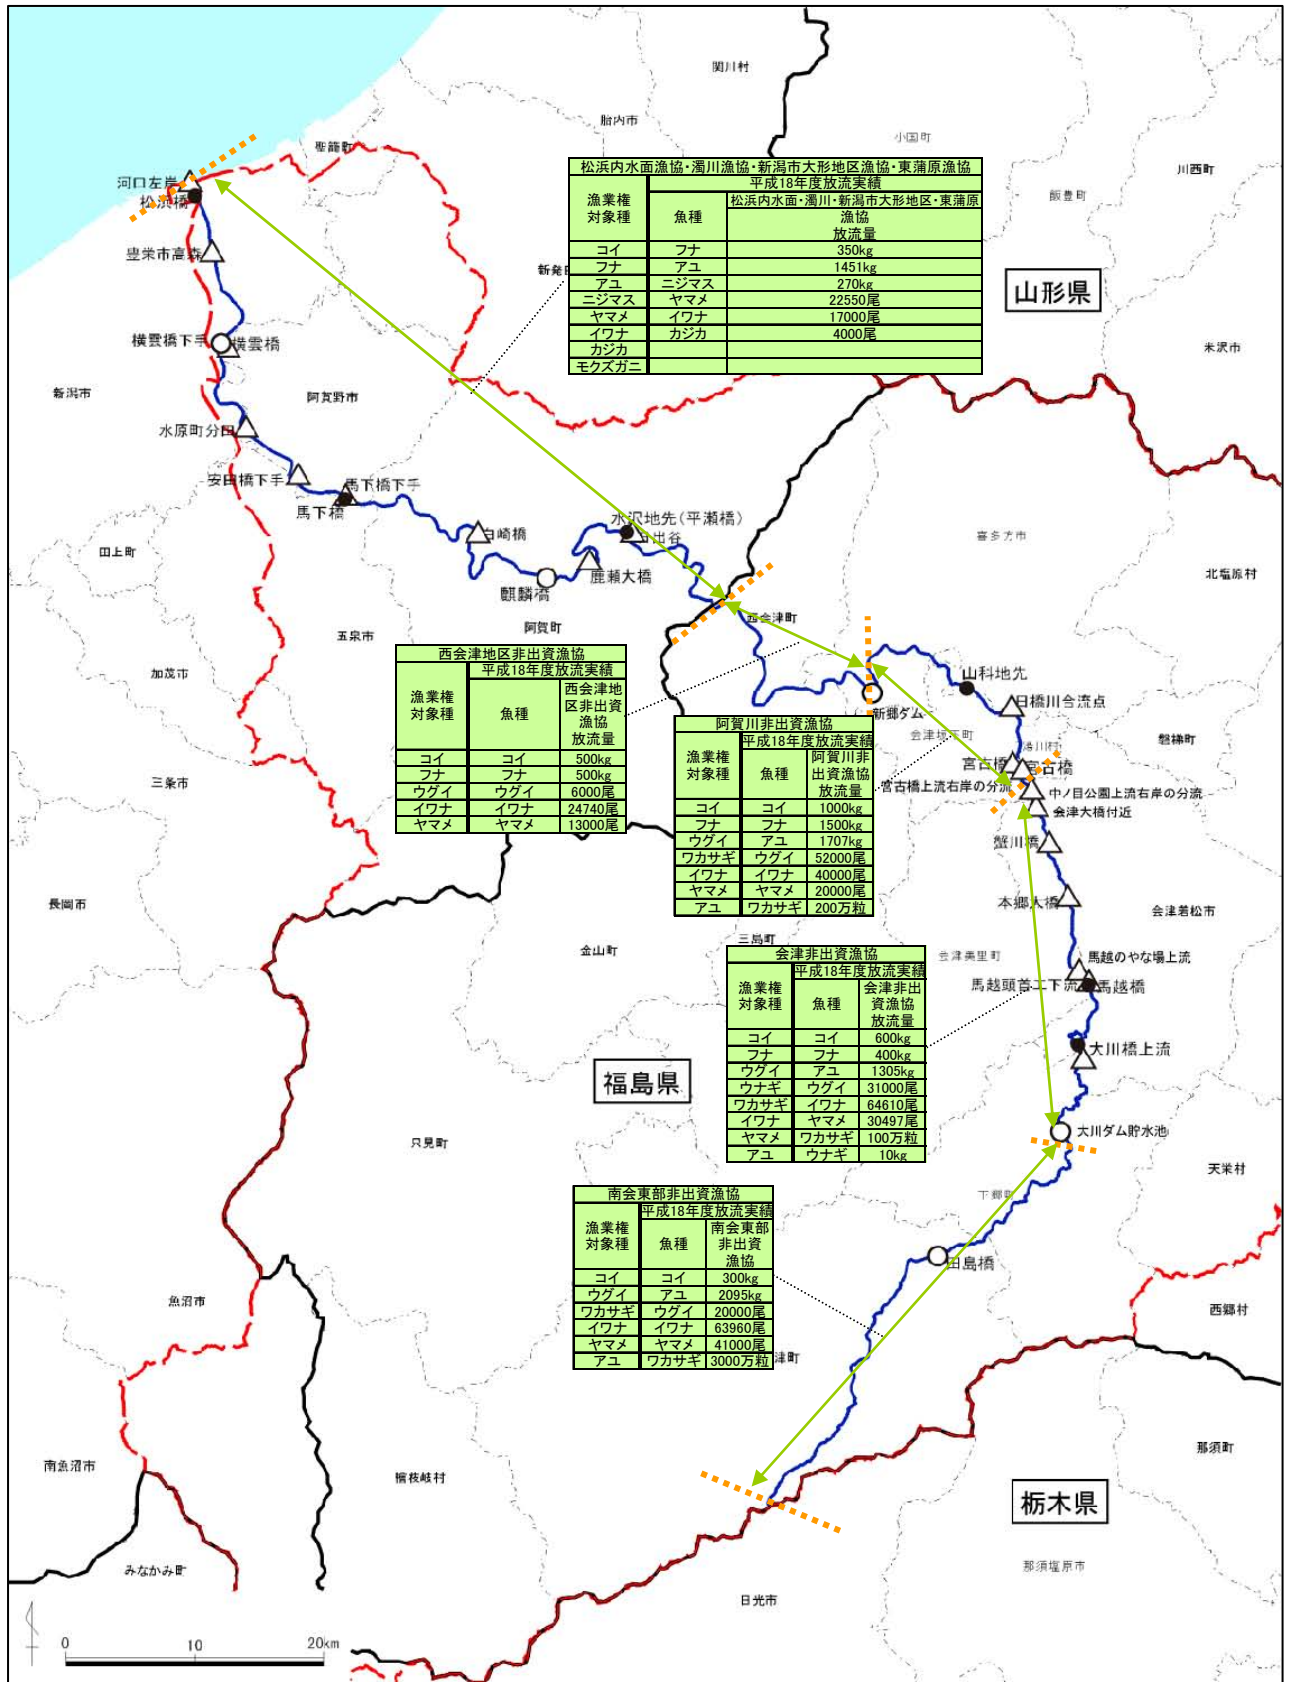 関川村
胎内市
小国町
聖籠町
川西町
飯豊町
河口左岸
松浜橋
松浜内水面漁協・濁川漁協・新潟市大形地区漁協・東蒲原漁協
漁業権対象種 平成18年度放流実績
魚種 松浜内水面・濁川・新潟市大形地区・東蒲原漁協放流量
コイ フナ 350kg
フナ アユ 1451kg
アユ ニジマス 270kg
ニジマス ヤマメ 22550尾
ヤマメ イワナ 17000尾
イワナ カジカ 4000尾
カジカ
モクズガニ
豊栄市高森
新発
山形県
横雲橋下手
横雲橋
米沢市
新潟市
阿賀野市
水原町分田
安田橋下手
馬下橋下手
馬下橋
水沢地先(平瀬橋)
日出谷
白崎橋
喜多方市
田上町
鹿瀬大橋
麒麟橋
北塩原村
阿賀町
西会津町
五泉市
加茂市
西会津地区非出資漁協
漁業権対象種 平成18年度放流実績
魚種 西会津地区非出資漁協放流量
コイ コイ 500kg
フナ フナ 500kg
ウグイ ウグイ 6000尾
イワナ イワナ 24740尾
ヤマメ ヤマメ 13000尾
山科地先
日橋川合流点
新郷ダム
会津坂下町
湯川村
磐梯町
阿賀川非出資漁協
漁業権対象種 平成18年度放流実績
魚種 阿賀川非出資漁協放流量
コイ コイ 1000kg
フナ フナ 1500kg
ウグイ アユ 1707kg
ワカサギ ウグイ 52000尾
イワナ イワナ 40000尾
ヤマメ ヤマメ 20000尾
アユ ワカサギ 200万粒
宮古橋
宮古橋
宮古橋上流右岸の分流
中ノ目公園上流右岸の分流
会津大橋付近
三条市
蟹川橋
本郷大橋
長岡市
会津若松市
金山町
三島町
会津美里町
馬越のやな場上流
馬越頭首工下流
馬越橋
会津非出資漁協
漁業権対象種 平成18年度放流実績
魚種 会津非出資漁協放流量
コイ コイ 600kg
フナ フナ 400kg
ウグイ アユ 1305kg
ウナギ ウグイ 31000尾
ワカサギ イワナ 64610尾
イワナ ヤマメ 30497尾
ヤマメ ワカサギ 100万粒
アユ ウナギ 10kg
大川橋上流
福島県
只見町
大川ダム貯水池
天栄村
下郷町
南会東部非出資漁協
漁業権対象種 平成18年度放流実績
魚種 南会東部非出資漁協
コイ コイ 300kg
ウグイ アユ 2095kg
ワカサギ ウグイ 20000尾
イワナ イワナ 63960尾
ヤマメ ヤマメ 41000尾
アユ ワカサギ 3000万粒
田島橋
魚沼市
西郷村
津町
那須町
南魚沼市
檜枝岐村
栃木県
みなかみ町
那須塩原市
日光市
0 10 20km